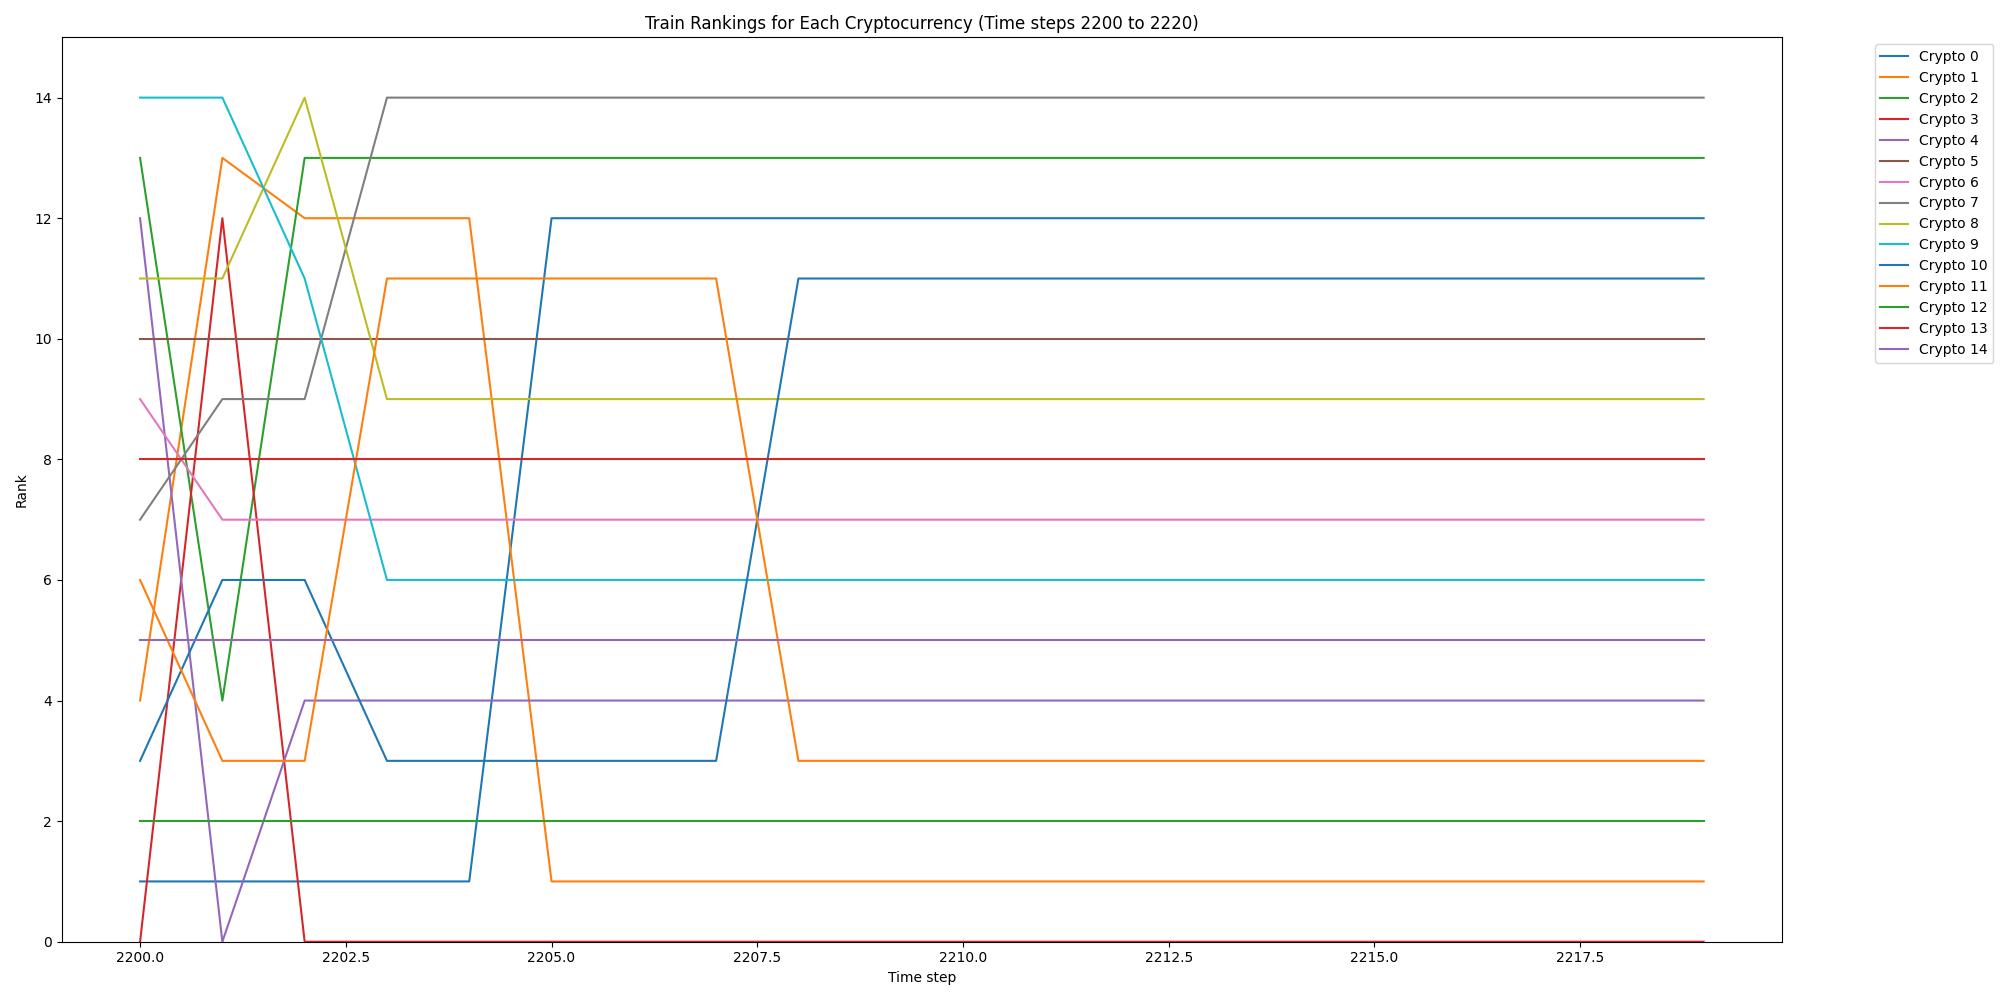 Train Rankings for Each Cryptocurrency (Time steps 2200 to 2220)
Rank
14
12
10
8
6
4
2
0
2200.0
2202.5
2205.0
2207.5
2210.0
2212.5
2215.0
2217.5
Time step
Crypto 0
Crypto 1
Crypto 2
Crypto 3
Crypto 4
Crypto 5
Crypto 6
Crypto 7
Crypto 8
Crypto 9
Crypto 10
Crypto 11
Crypto 12
Crypto 13
Crypto 14